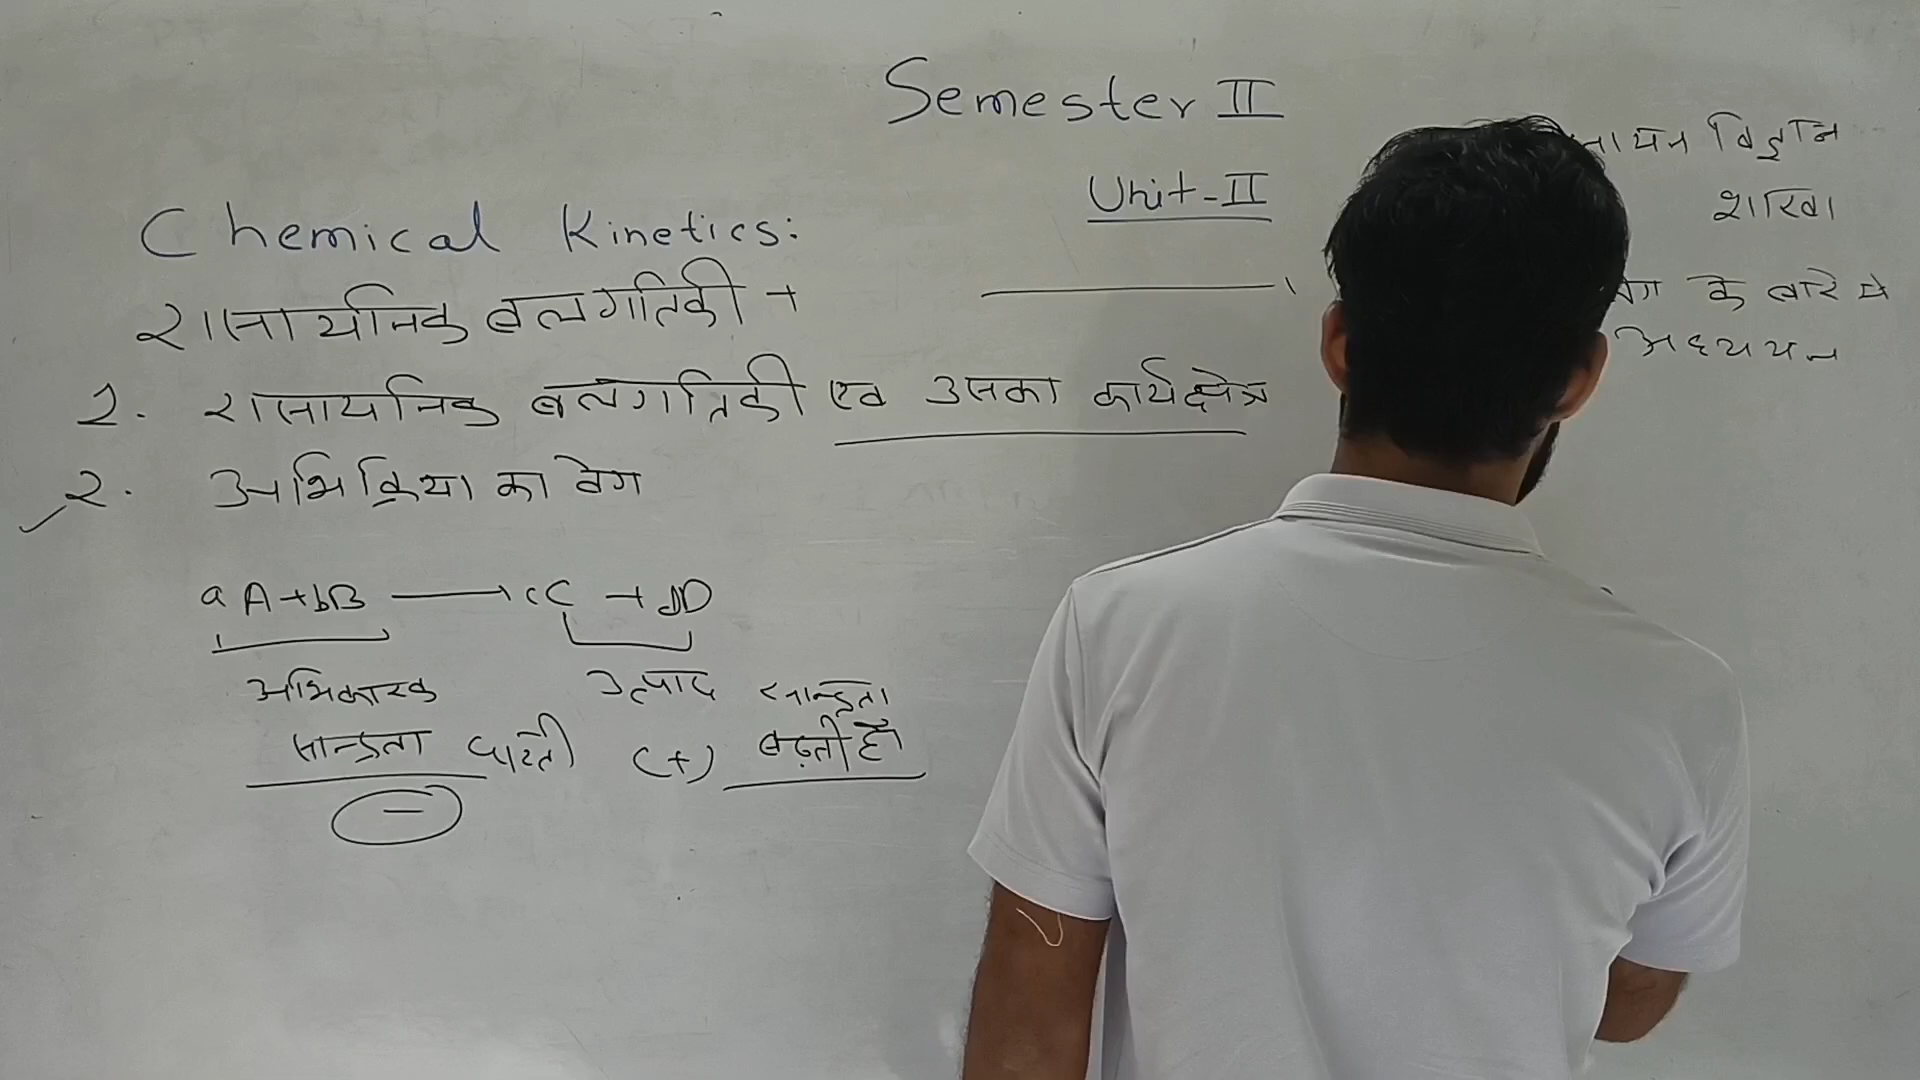 Semester II
Unit-II
Chemical Kinetics:
रासायनिक बलगतिकी +
1. रासायनिक बलगतिकी एव उसका कार्यक्षेत्र
2. अभिक्रिया का वेग
aA+bB ⟶ cC + dD
अभिकारक उत्पाद सान्द्रता
सान्द्रता घटती (+) बढ़ती है
−
विज्ञान
शाखा
के बारे मे
अध्ययन